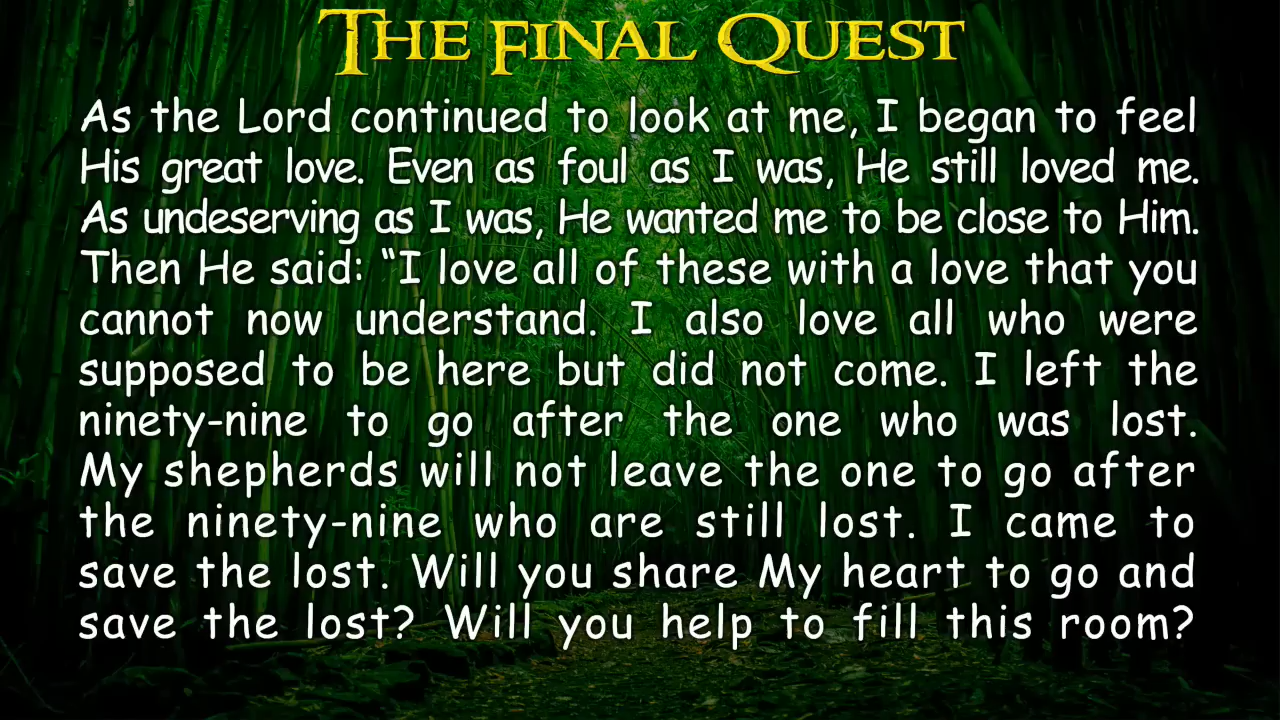 THE FINAL QUEST
As the Lord continued to look at me, I began to feel
His great love. Even as foul as I was, He still loved me.
As undeserving as I was, He wanted me to be close to Him.
Then He said: “I love all of these with a love that you
cannot now understand. I also love all who were
supposed to be here but did not come. I left the
ninety-nine to go after the one who was lost.
My shepherds will not leave the one to go after
the ninety-nine who are still lost. I came to
save the lost. Will you share My heart to go and
save the lost? Will you help to fill this room?